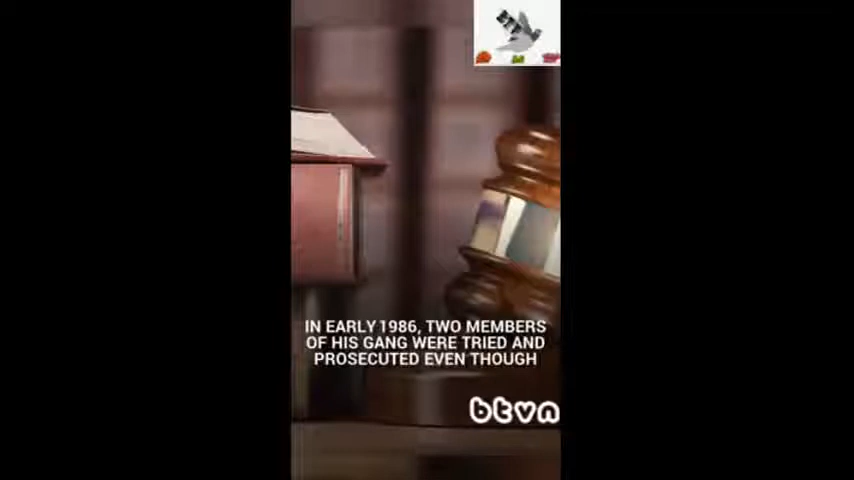 IN EARLY 1986, TWO MEMBERS
OF HIS GANG WERE TRIED AND
PROSECUTED EVEN THOUGH
btvn